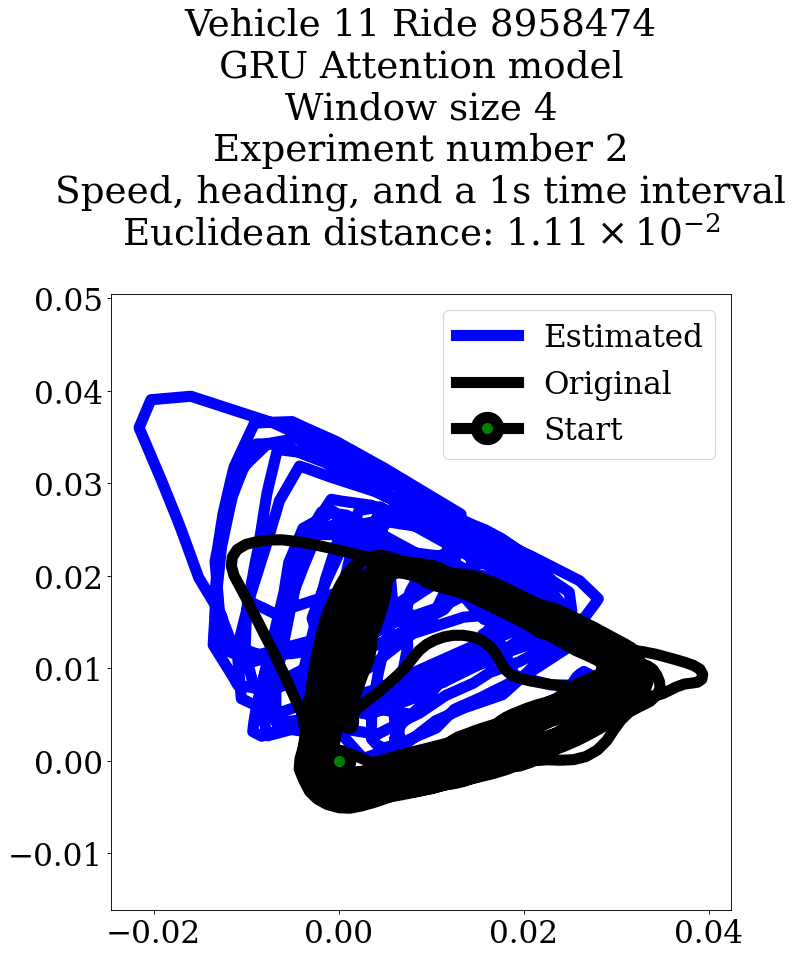 Vehicle 11 Ride 8958474
GRU Attention model
Window size 4
Experiment number 2
Speed, heading, and a 1s time interval
Euclidean distance: 1.11 × 10⁻²
0.05
0.04
0.03
0.02
0.01
0.00
−0.01
Estimated
Original
Start
−0.02
0.00
0.02
0.04